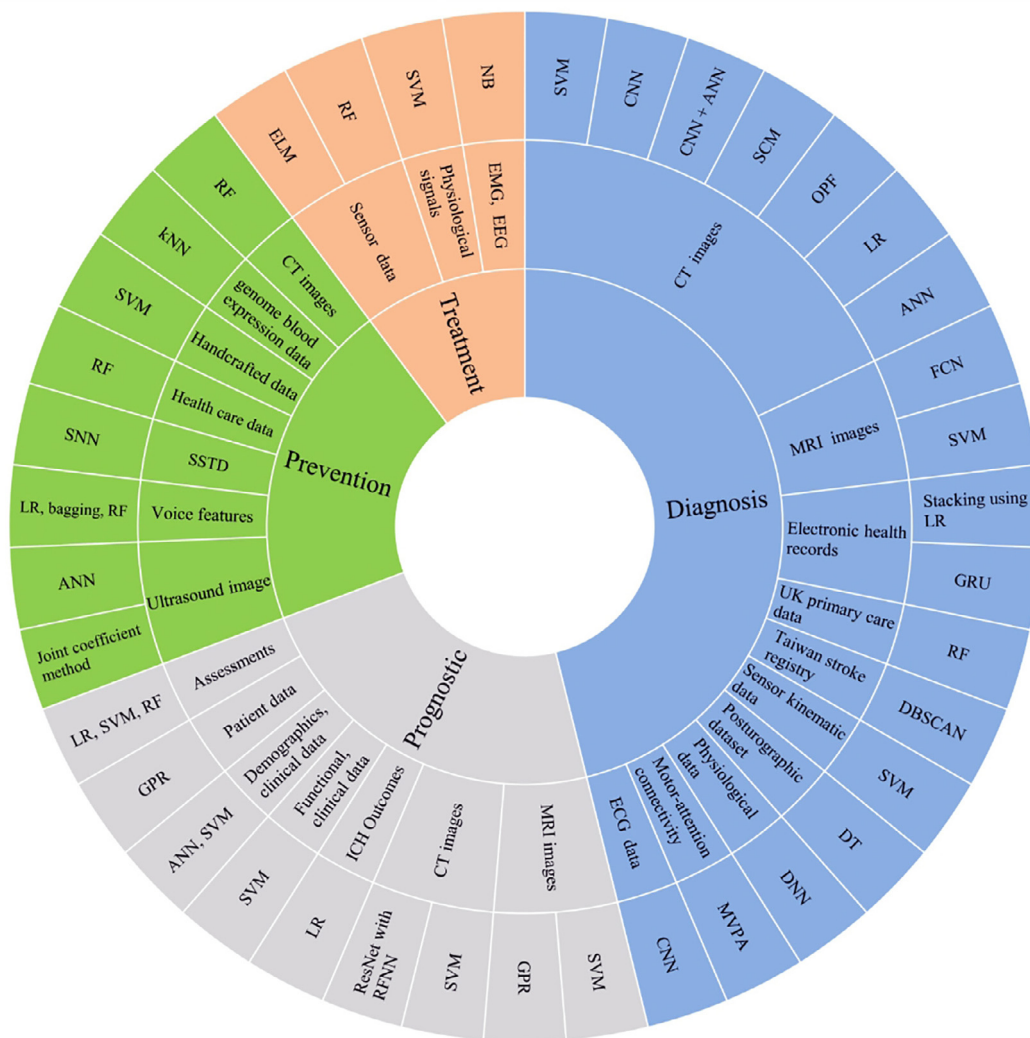 Diagnosis
CT images
SVM
CNN
CNN + ANN
SCM
OPF
LR
ANN
MRI images
FCN
SVM
Electronic health
records
Stacking using
LR
GRU
UK primary care
data
RF
Taiwan stroke
registry
DBSCAN
Sensor kinematic
data
SVM
Posturographic
dataset
DT
Physiological
data
DNN
Motor-attention
connectivity
MVPA
ECG data
CNN
Prognostic
MRI images
SVM
GPR
CT images
SVM
ResNet with
RFNN
ICH Outcomes
LR
Functional,
clinical data
SVM
Demographics,
clinical data
ANN, SVM
Patient data
GPR
Assessments
LR, SVM, RF
Prevention
Ultrasound image
Joint coefficient
method
ANN
Voice features
LR, bagging, RF
SSTD
SNN
Health care data
RF
Handcrafted data
SVM
genome blood
expression data
kNN
CT images
RF
Treatment
Sensor data
ELM
RF
Physiological
signals
SVM
EMG, EEG
NB